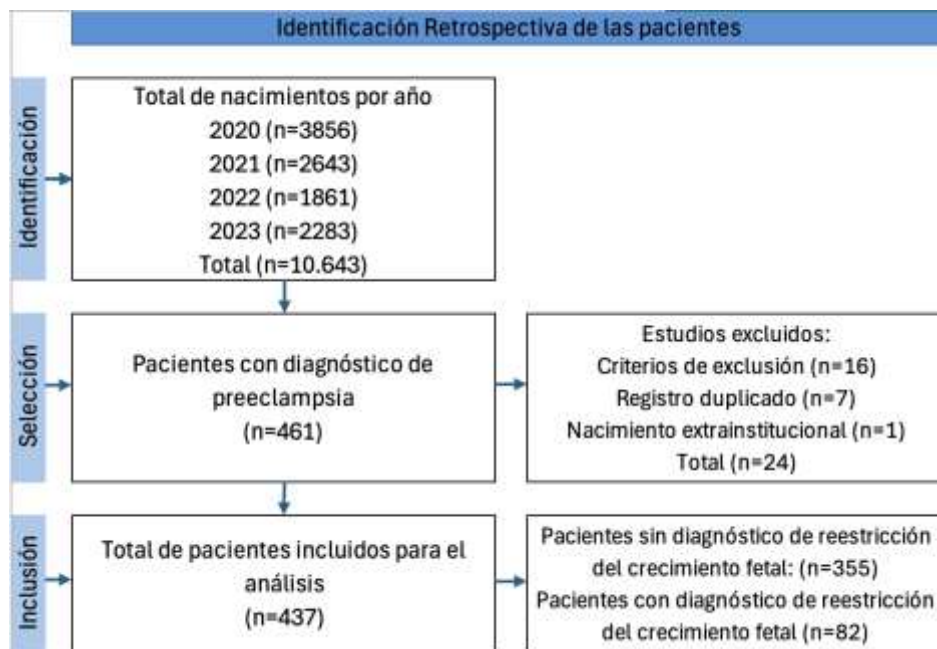 Identificación Retrospectiva de las pacientes
Identificación
Total de nacimientos por año
2020 (n=3856)
2021 (n=2643)
2022 (n=1861)
2023 (n=2283)
Total (n=10.643)
Selección
Pacientes con diagnóstico de
preeclampsia
(n=461)
Estudios excluidos:
Criterios de exclusión (n=16)
Registro duplicado (n=7)
Nacimiento extrainstitucional (n=1)
Total (n=24)
Inclusión
Total de pacientes incluidos para el
análisis
(n=437)
Pacientes sin diagnóstico de reestricción
del crecimiento fetal: (n=355)
Pacientes con diagnóstico de reestricción
del crecimiento fetal (n=82)